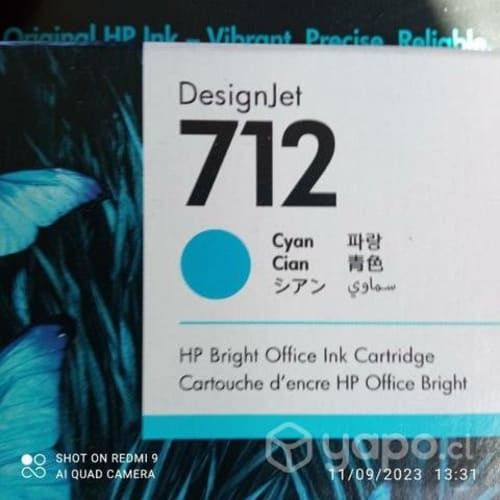 Original HP Ink – Vibrant. Precise. Reliable.
DesignJet
712
Cyan 파랑
Cian 青色
シアン سماوي
HP Bright Office Ink Cartridge
Cartouche d'encre HP Office Bright
yapo.cl
SHOT ON REDMI 9
AI QUAD CAMERA
11/09/2023 13:31